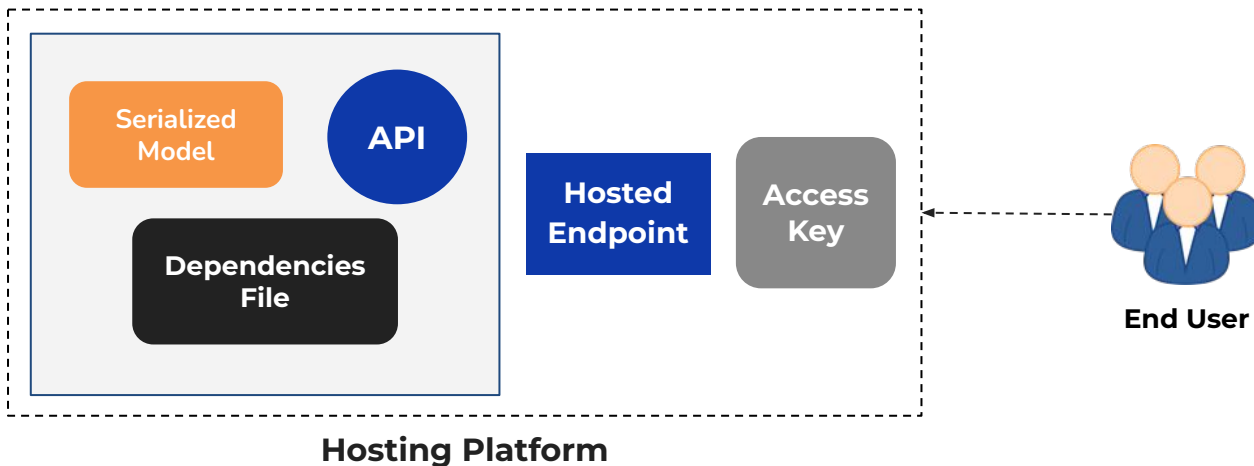 Serialized
Model
API
Dependencies
File
Hosted
Endpoint
Access
Key
End User
Hosting Platform